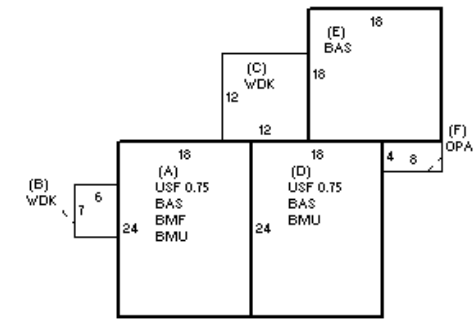 18
(E)
BAS
18
(C)
WDK
12
12
(F)
OPA
4 8
18
(A)
USF 0.75
BAS
BMF
BMU
24
18
(D)
USF 0.75
BAS
BMU
24
(B)
WDK
6
7